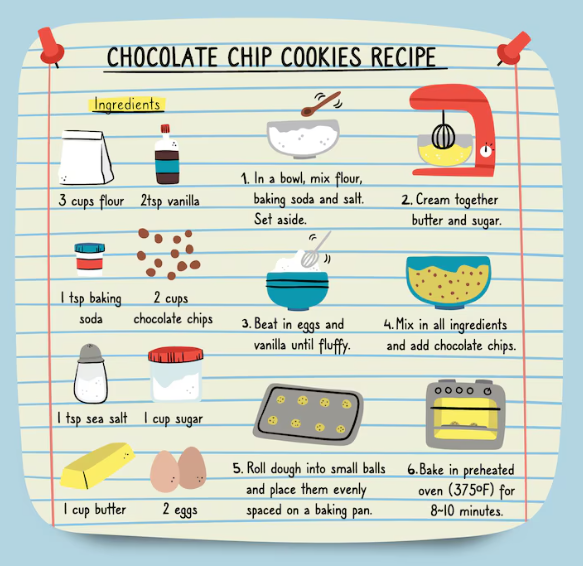 CHOCOLATE CHIP COOKIES RECIPE
Ingredients
3 cups flour
2tsp vanilla
1 tsp baking
soda
2 cups
chocolate chips
1 tsp sea salt
1 cup sugar
1 cup butter
2 eggs
1. In a bowl, mix flour,
baking soda and salt.
Set aside.
2. Cream together
butter and sugar.
3. Beat in eggs and
vanilla until fluffy.
4. Mix in all ingredients
and add chocolate chips.
5. Roll dough into small balls
and place them evenly
spaced on a baking pan.
6. Bake in preheated
oven (375ºF) for
8-10 minutes.